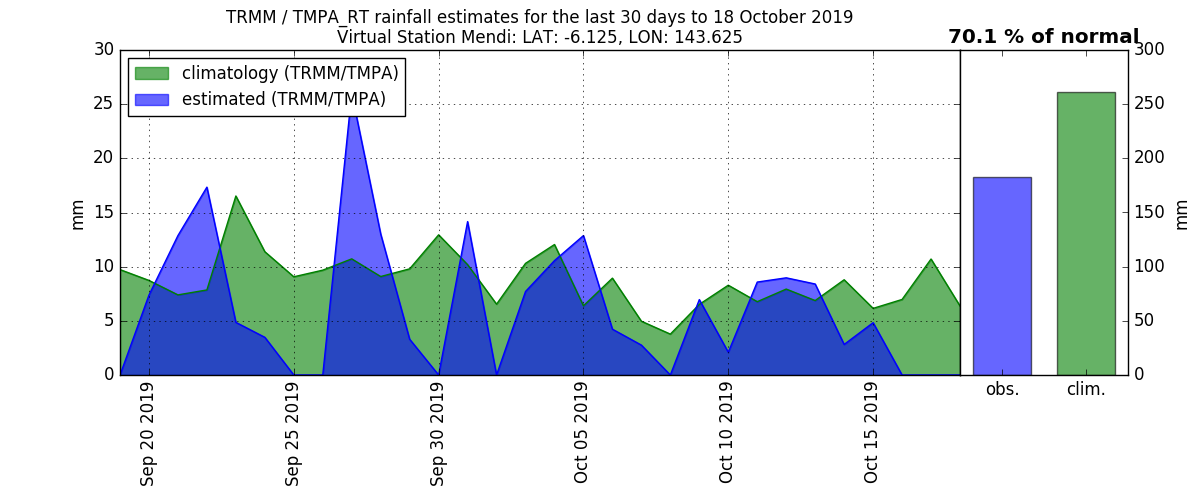 TRMM / TMPA_RT rainfall estimates for the last 30 days to 18 October 2019
Virtual Station Mendi: LAT: -6.125, LON: 143.625
70.1 % of normal
climatology (TRMM/TMPA)
estimated (TRMM/TMPA)
30
25
20
15
10
5
0
mm
Sep 20 2019
Sep 25 2019
Sep 30 2019
Oct 05 2019
Oct 10 2019
Oct 15 2019
300
250
200
150
100
50
0
mm
obs.
clim.